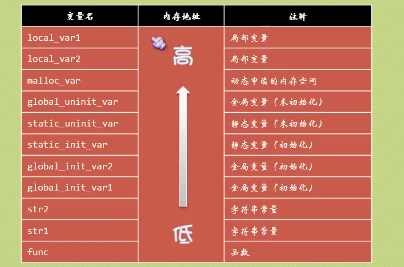 变量名 内存地址 注解
local_var1 高 局部变量
local_var2 局部变量
malloc_var 动态申请的内存空间
global_uninit_var 全局变量（未初始化）
static_uninit_var 静态变量（未初始化）
static_init_var 静态变量（初始化）
global_init_var2 全局变量（初始化）
global_init_var1 全局变量（初始化）
str2 字符串常量
str1 低 字符串常量
func 函数